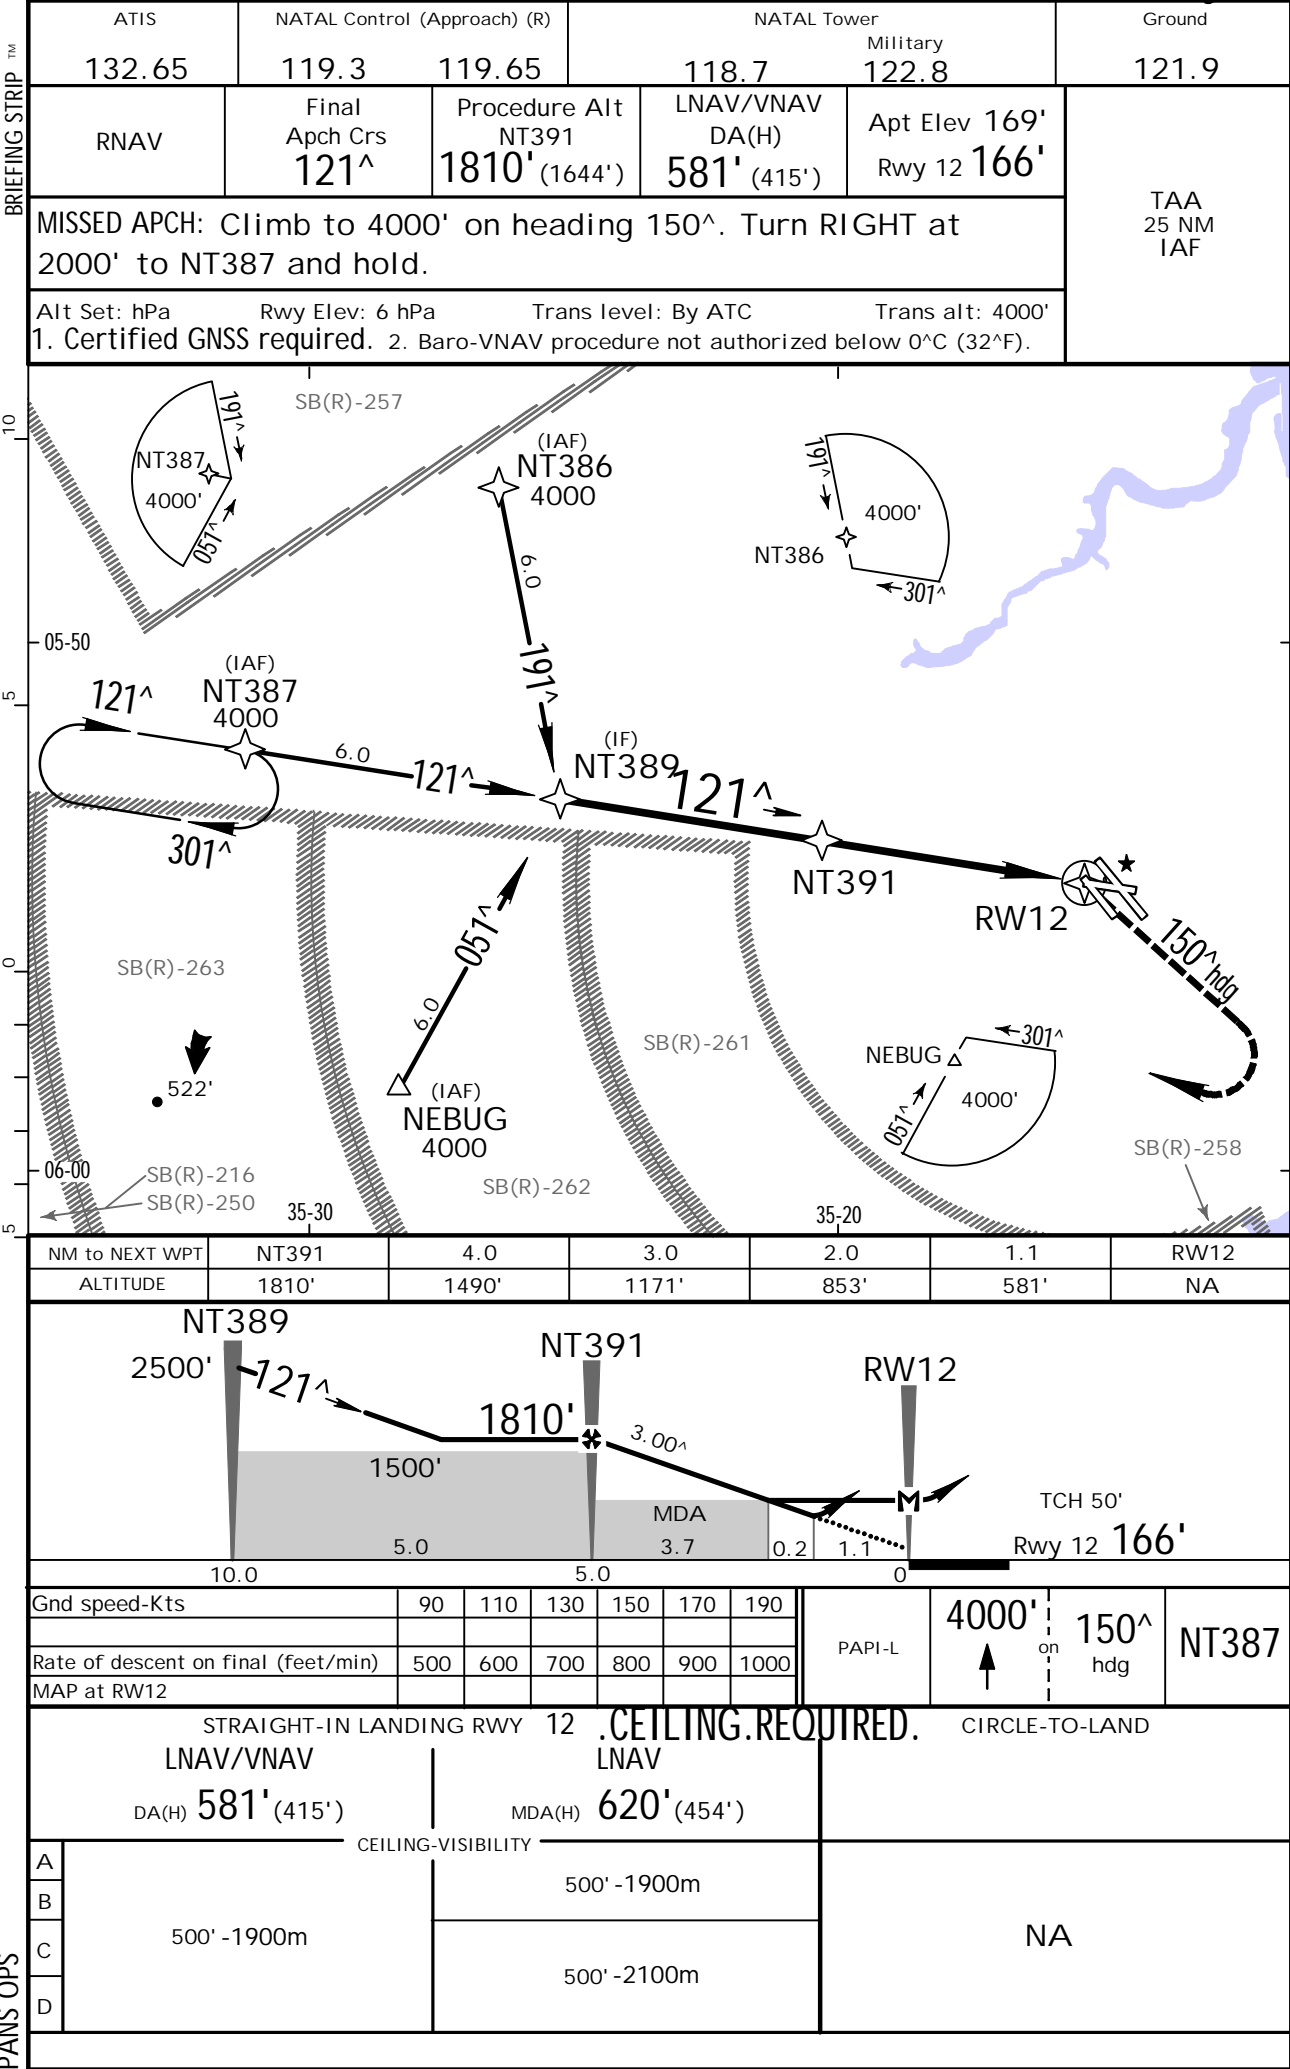 ATIS
132.65
NATAL Control (Approach) (R)
119.3 119.65
NATAL Tower
Military
118.7 122.8
Ground
121.9
BRIEFING STRIP TM
RNAV
Final
Apch Crs
121^
Procedure Alt
NT391
1810' (1644')
LNAV/VNAV
DA(H)
581' (415')
Apt Elev 169'
Rwy 12 166'
MISSED APCH: Climb to 4000' on heading 150^. Turn RIGHT at
2000' to NT387 and hold.
TAA
25 NM
IAF
Alt Set: hPa Rwy Elev: 6 hPa Trans level: By ATC Trans alt: 4000'
1. Certified GNSS required. 2. Baro-VNAV procedure not authorized below 0^C (32^F).
10
5
0
5
SB(R)-257
191^
NT387
4000'
051^
(IAF)
NT386
4000
6.0
191^
191^
4000'
NT386
301^
05-50
(IAF)
NT387
4000
121^
6.0
121^
301^
(IF)
NT389
121^
NT391
RW12
150^hdg
SB(R)-263
051^
6.0
(IAF)
NEBUG
4000
522'
SB(R)-261
301^
NEBUG
4000'
051^
SB(R)-258
06-00
SB(R)-216
SB(R)-250
SB(R)-262
35-30
35-20
NM to NEXT WPT NT391 4.0 3.0 2.0 1.1 RW12
ALTITUDE 1810' 1490' 1171' 853' 581' NA
NT389
2500'
121^
NT391
1810'
3.00^
RW12
M
1500'
MDA
TCH 50'
Rwy 12 166'
5.0 3.7 0.2 1.1
10.0 5.0 0
Gnd speed-Kts 90 110 130 150 170 190
Rate of descent on final (feet/min) 500 600 700 800 900 1000
MAP at RW12
PAPI-L
4000'
on
150^
hdg
NT387
STRAIGHT-IN LANDING RWY 12 .CEILING.REQUIRED. CIRCLE-TO-LAND
LNAV/VNAV
DA(H) 581'(415')
LNAV
MDA(H) 620'(454')
CEILING-VISIBILITY
A
B
C
D
500'-1900m
500'-1900m
500'-2100m
NA
PANS OPS